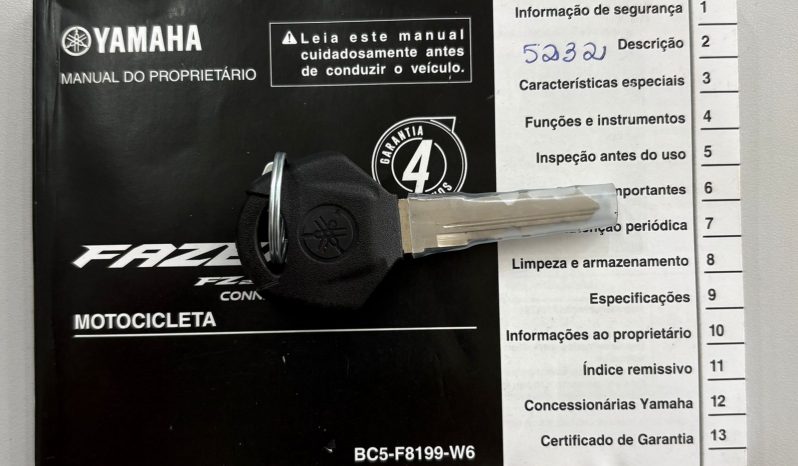 YAMAHA
MANUAL DO PROPRIETÁRIO
Leia este manual
cuidadosamente antes
de conduzir o veículo.
GARANTIA
4
MOTOCICLETA
BC5-F8199-W6
Informação de segurança 1
5232
Descrição 2
Características especiais 3
Funções e instrumentos 4
Inspeção antes do uso 5
6
periódica 7
Limpeza e armazenamento 8
Especificações 9
Informações ao proprietário 10
Índice remissivo 11
Concessionárias Yamaha 12
Certificado de Garantia 13